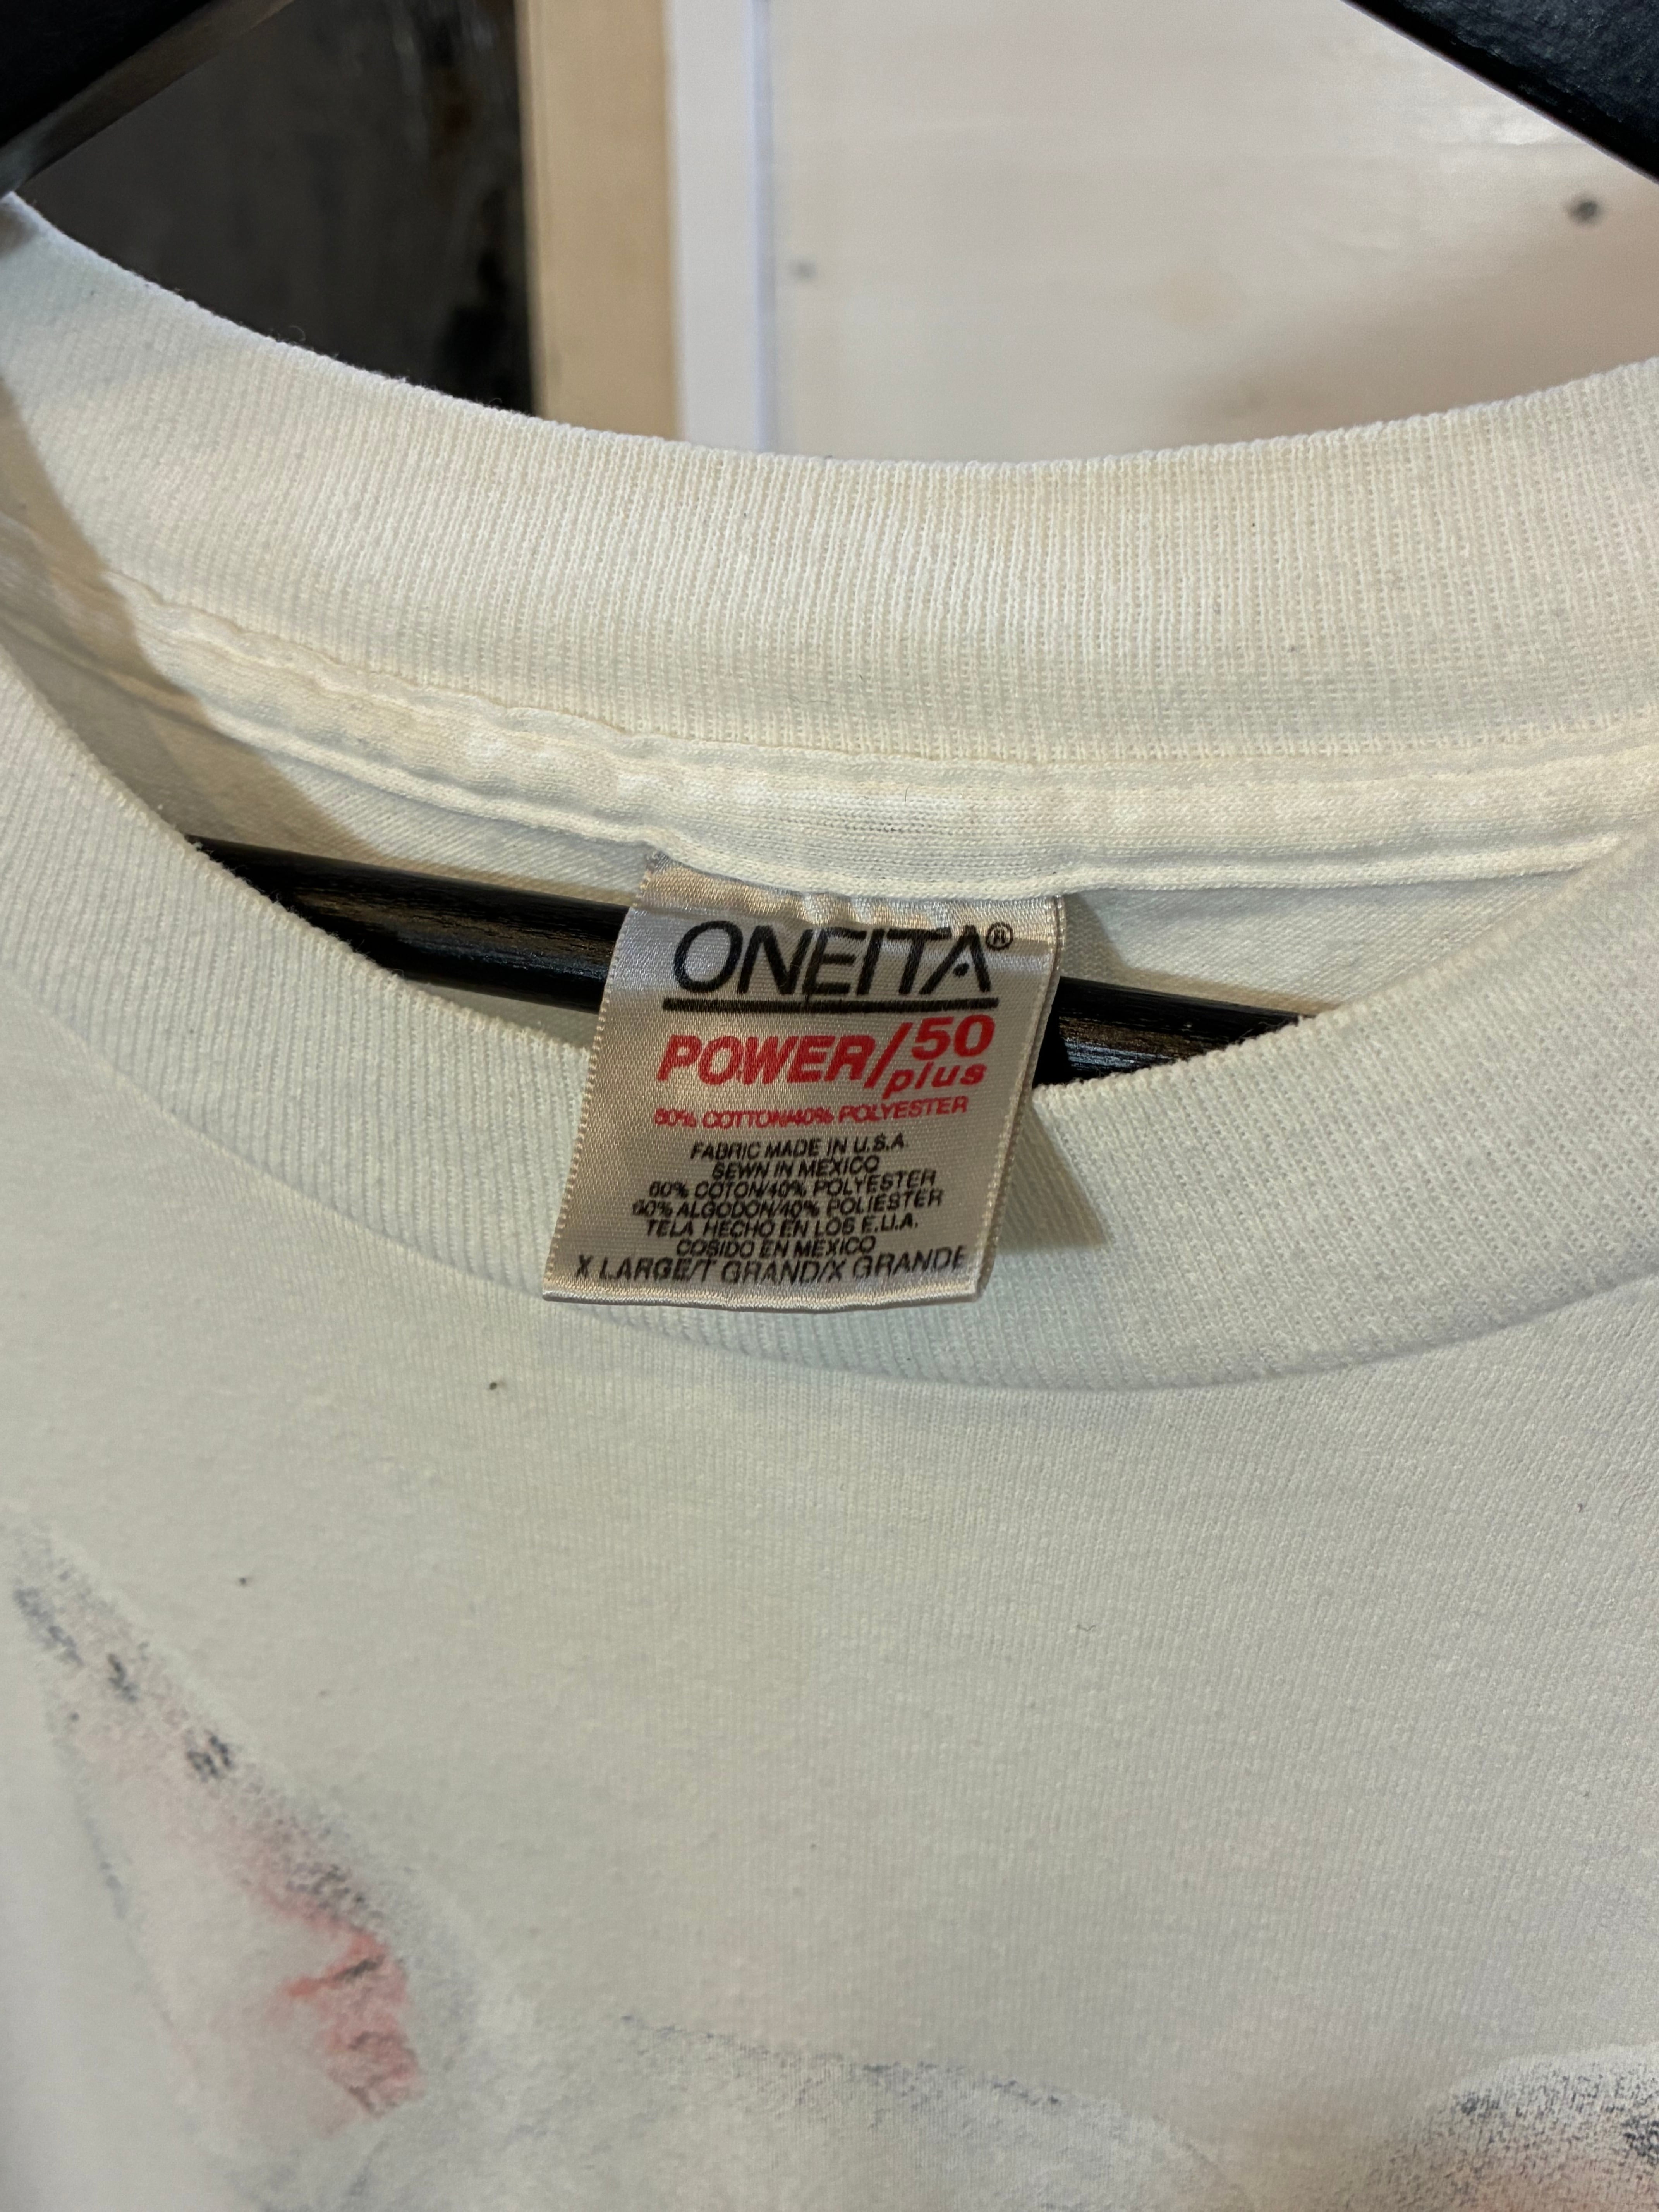 ONEITA®
POWER/50
plus
60% COTTON/40% POLYESTER
FABRIC MADE IN U.S.A
SEWN IN MEXICO
60% COTON/40% POLYESTER
60% ALGODON/40% POLIESTER
TELA HECHO EN LOS E.U.A.
COSIDO EN MEXICO
X LARGE/T GRAND/X GRANDE